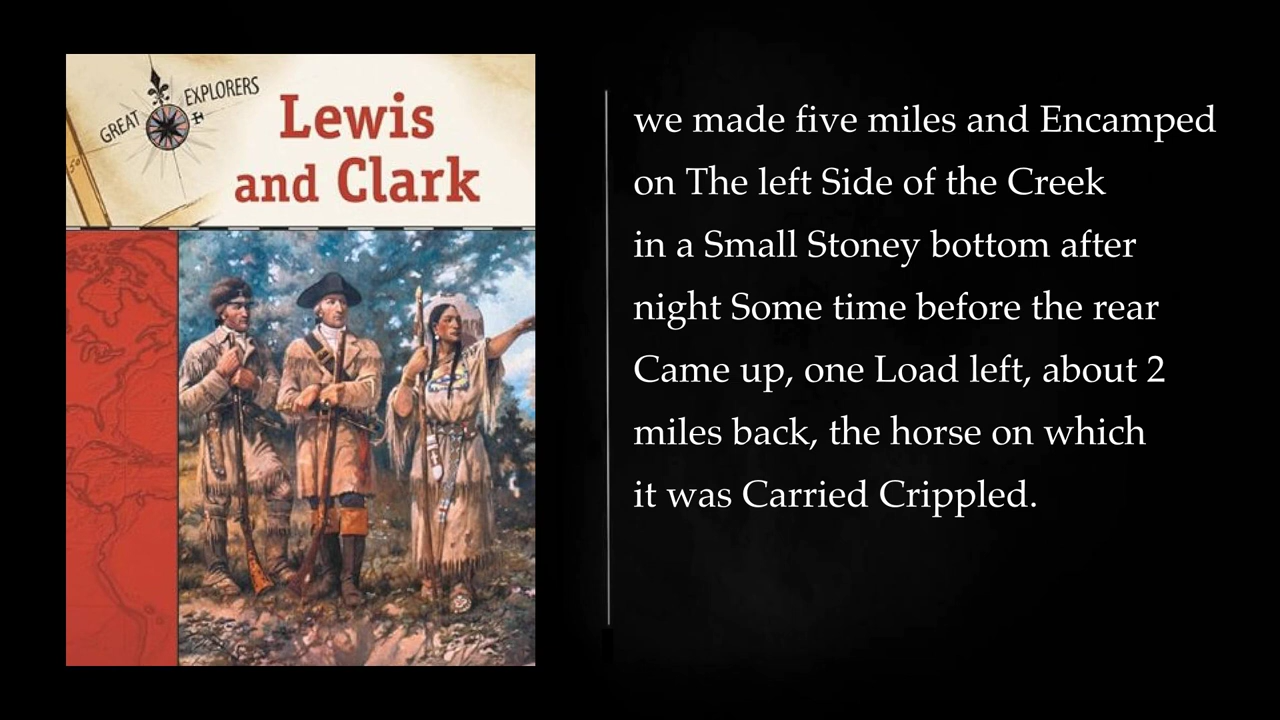 GREAT EXPLORERS
Lewis
and Clark
50
we made five miles and Encamped
on The left Side of the Creek
in a Small Stoney bottom after
night Some time before the rear
Came up, one Load left, about 2
miles back, the horse on which
it was Carried Crippled.